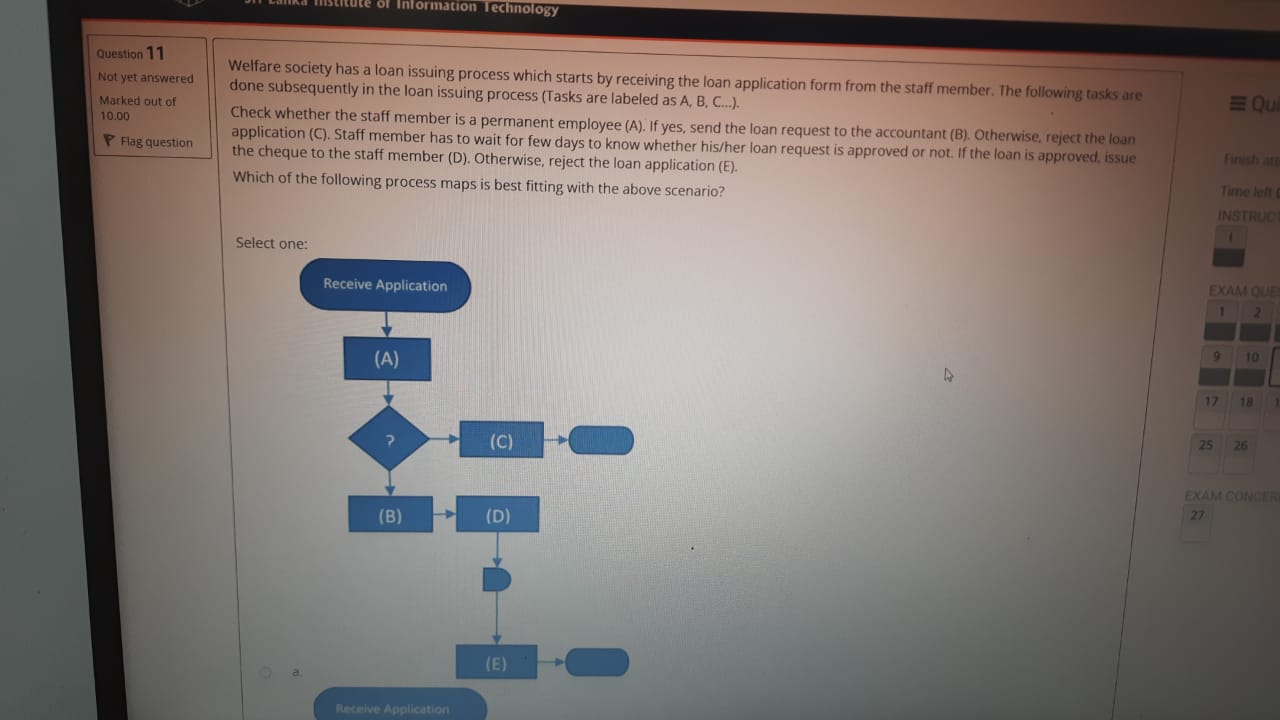 Institute of Information Technology
Question 11
Not yet answered
Marked out of
10.00
Flag question
Welfare society has a loan issuing process which starts by receiving the loan application form from the staff member. The following tasks are
done subsequently in the loan issuing process (Tasks are labeled as A, B, C...).
Check whether the staff member is a permanent employee (A). If yes, send the loan request to the accountant (B). Otherwise, reject the loan
application (C). Staff member has to wait for few days to know whether his/her loan request is approved or not. If the loan is approved, issue
the cheque to the staff member (D). Otherwise, reject the loan application (E).
Which of the following process maps is best fitting with the above scenario?
Select one:
Receive Application
(A)
?
(C)
(B)
(D)
(E)
a.
Receive Application
Finish
Time left
i
EXAM
1 2
9 10
17 18
25 26
EXAM
27